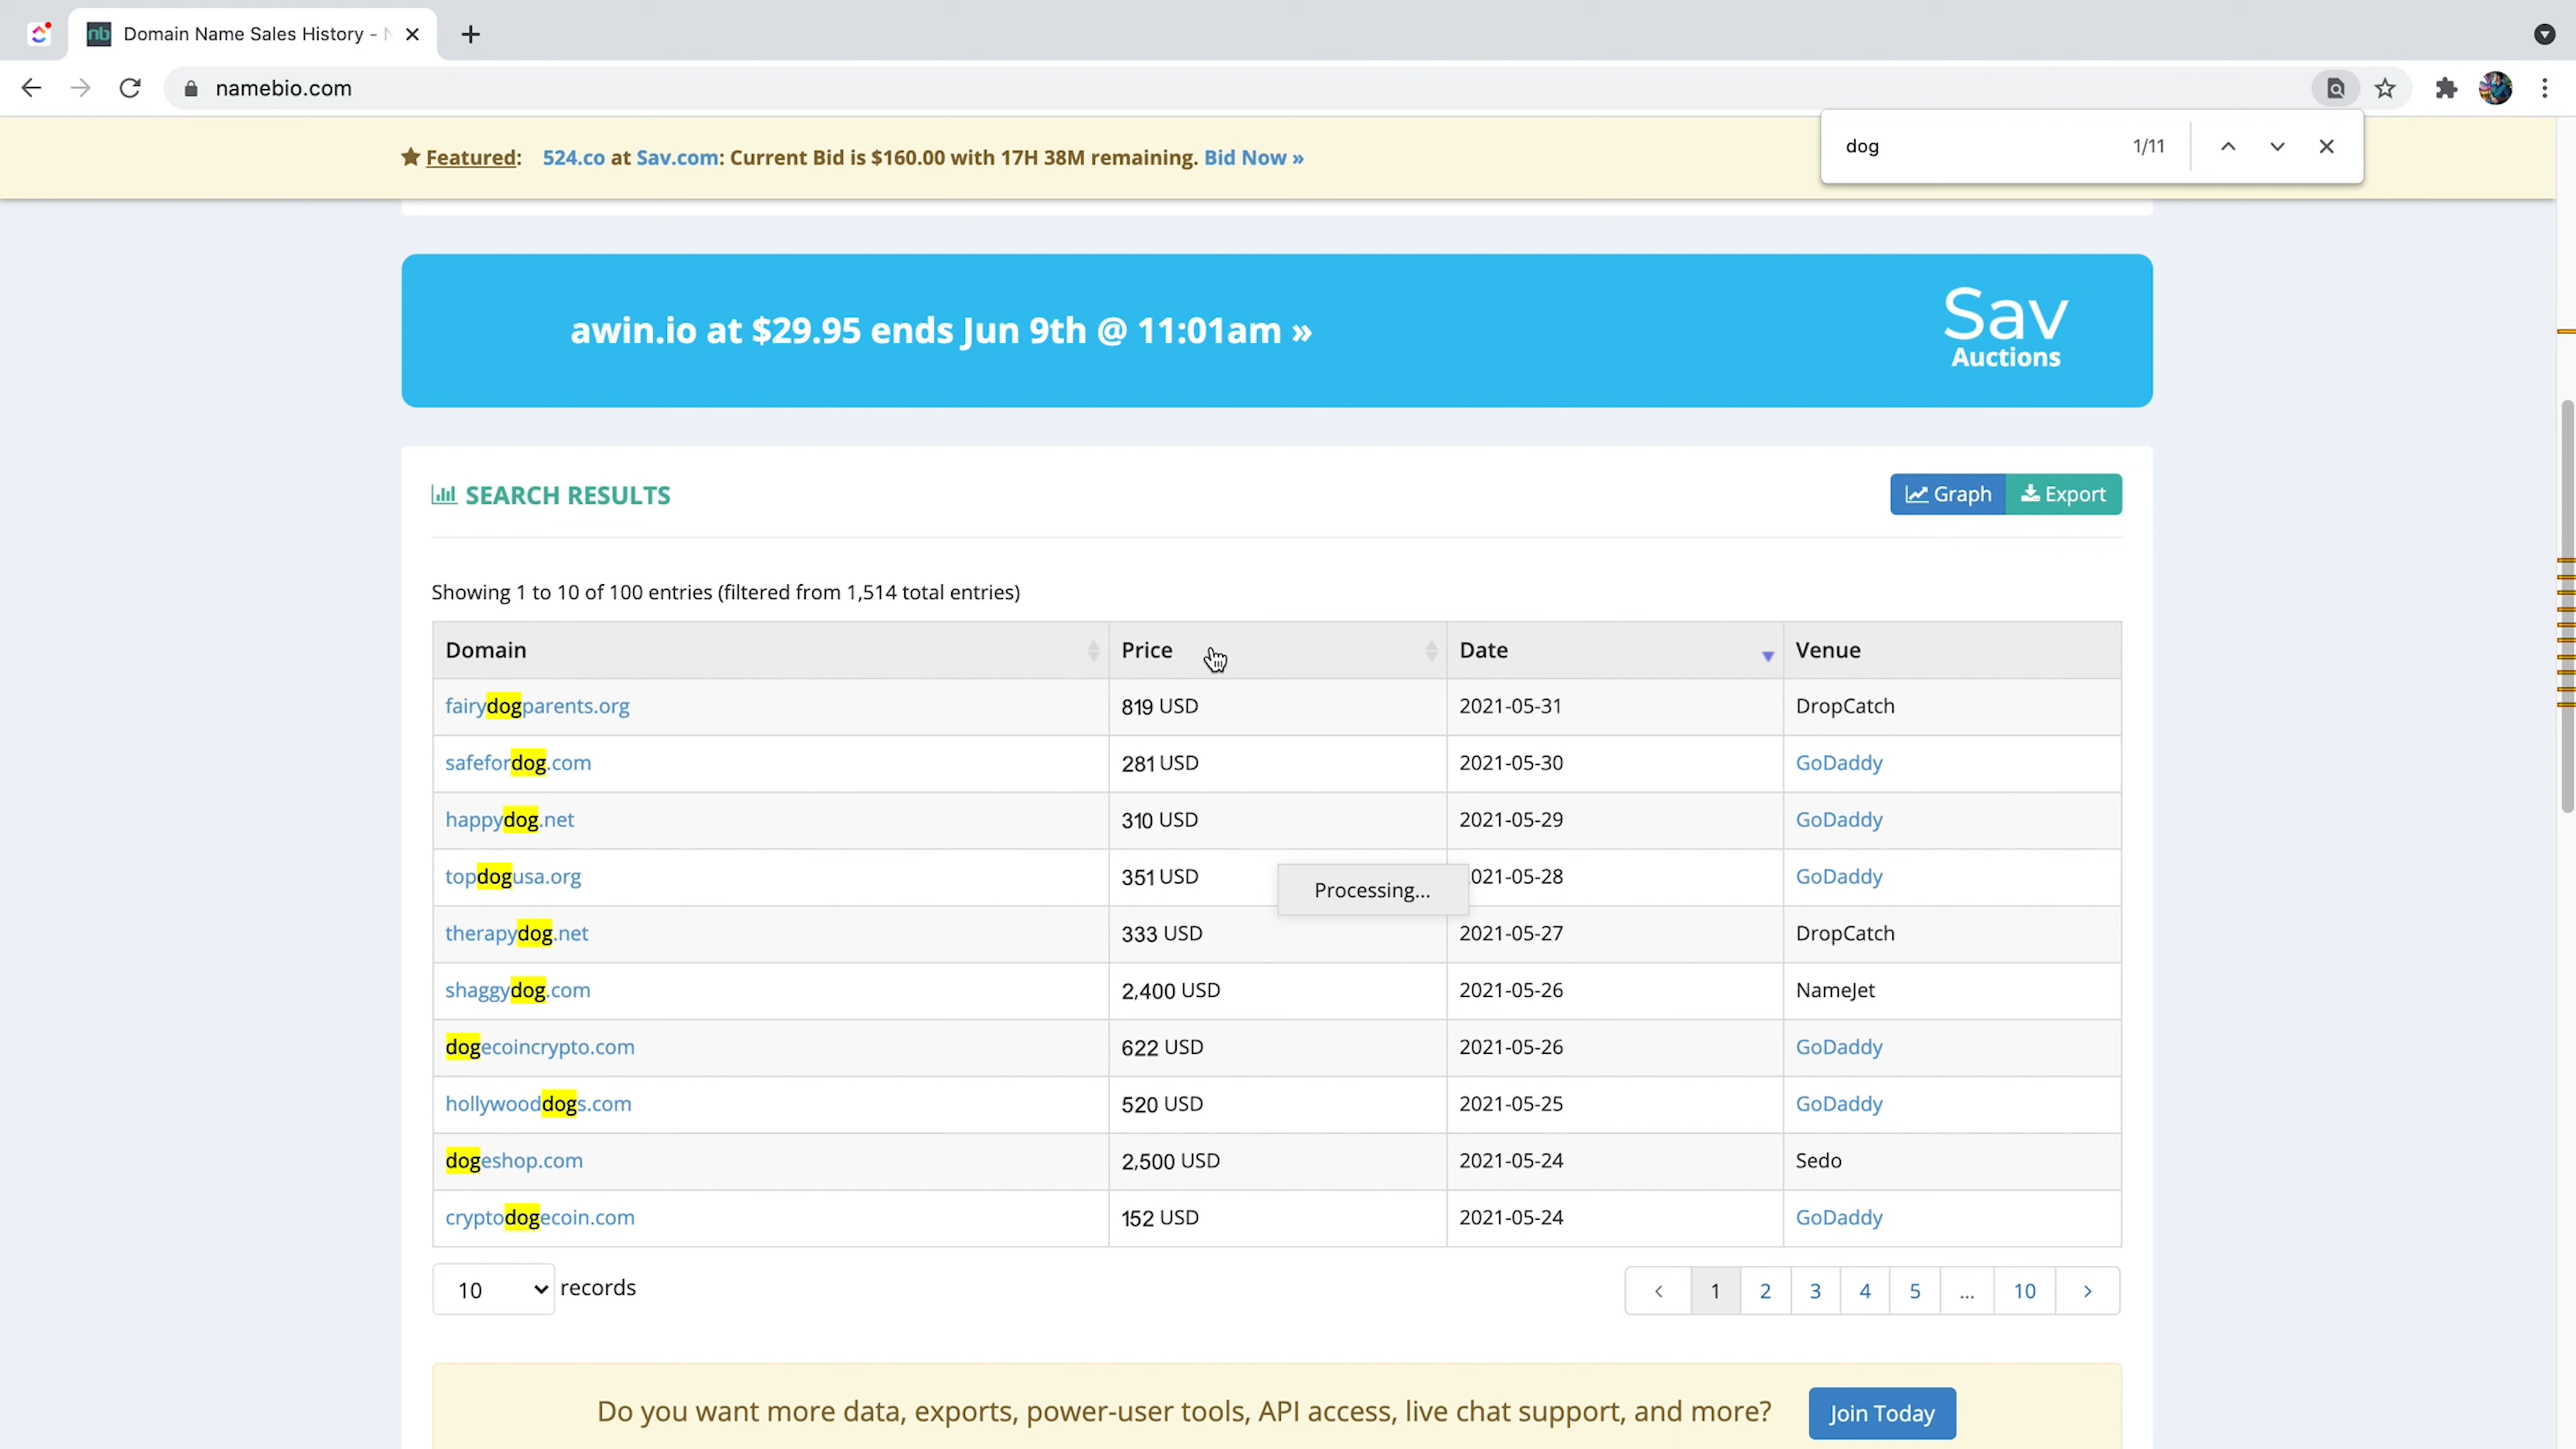 Domain Name Sales History - N
namebio.com
dog 1/11
Featured: 524.co at Sav.com: Current Bid is $160.00 with 17H 38M remaining. Bid Now »
awin.io at $29.95 ends Jun 9th @ 11:01am »
Sav
Auctions
SEARCH RESULTS
Graph Export
Showing 1 to 10 of 100 entries (filtered from 1,514 total entries)
Domain Price Date Venue
fairydogparents.org 819 USD 2021-05-31 DropCatch
safefordog.com 281 USD 2021-05-30 GoDaddy
happydog.net 310 USD 2021-05-29 GoDaddy
topdogusa.org 351 USD 2021-05-28 GoDaddy
Processing...
therapydog.net 333 USD 2021-05-27 DropCatch
shaggydog.com 2,400 USD 2021-05-26 NameJet
dogecoincrypto.com 622 USD 2021-05-26 GoDaddy
hollywooddogs.com 520 USD 2021-05-25 GoDaddy
dogeshop.com 2,500 USD 2021-05-24 Sedo
cryptodogecoin.com 152 USD 2021-05-24 GoDaddy
10 records ‹ 1 2 3 4 5 ... 10 ›
Do you want more data, exports, power-user tools, API access, live chat support, and more? Join Today